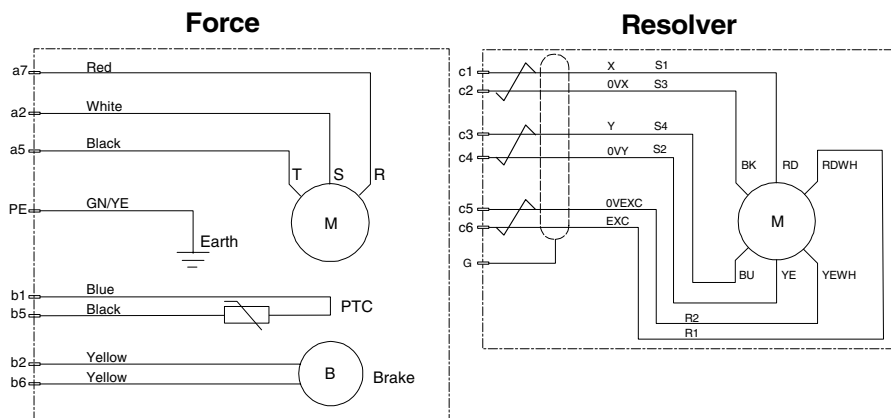 Force
a7 Red
a2 White
a5 Black
T S R
M
PE GN/YE
Earth
b1 Blue
b5 Black
PTC
b2 Yellow
b6 Yellow
B
Brake
Resolver
c1 X S1
c2 0VX S3
c3 Y S4
c4 0VY S2
BK RD RDWH
c5 0VEXC
c6 EXC
M
G
BU YE YEWH
R2
R1